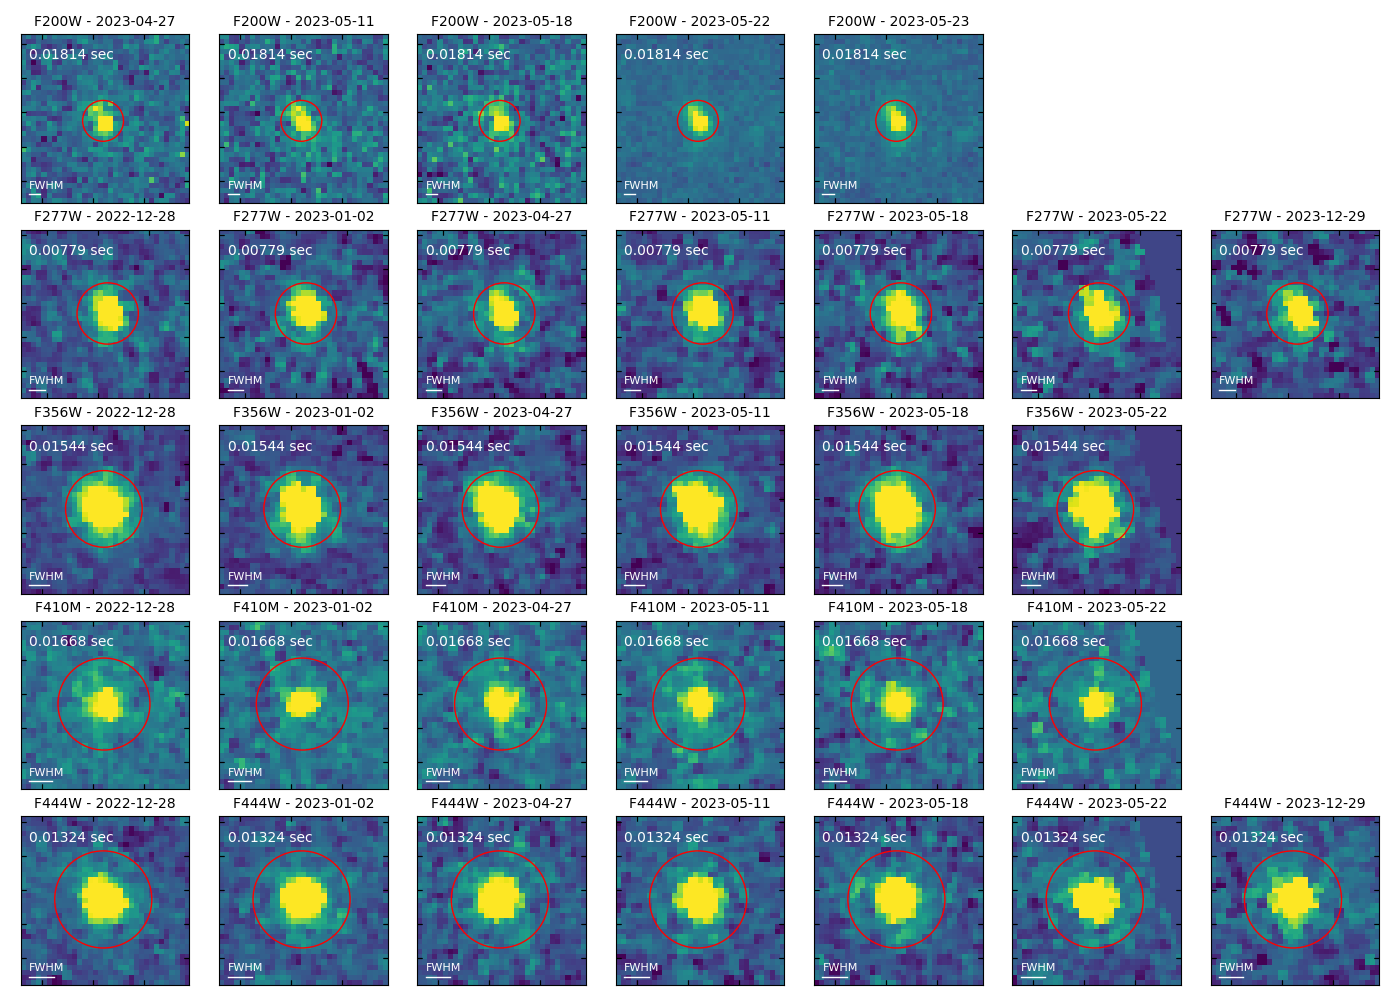 F200W - 2023-04-27 F200W - 2023-05-11 F200W - 2023-05-18 F200W - 2023-05-22 F200W - 2023-05-23
0.01814 sec 0.01814 sec 0.01814 sec 0.01814 sec 0.01814 sec
FWHM FWHM FWHM FWHM FWHM
F277W - 2022-12-28 F277W - 2023-01-02 F277W - 2023-04-27 F277W - 2023-05-11 F277W - 2023-05-18 F277W - 2023-05-22 F277W - 2023-12-29
0.00779 sec 0.00779 sec 0.00779 sec 0.00779 sec 0.00779 sec 0.00779 sec 0.00779 sec
FWHM FWHM FWHM FWHM FWHM FWHM FWHM
F356W - 2022-12-28 F356W - 2023-01-02 F356W - 2023-04-27 F356W - 2023-05-11 F356W - 2023-05-18 F356W - 2023-05-22
0.01544 sec 0.01544 sec 0.01544 sec 0.01544 sec 0.01544 sec 0.01544 sec
FWHM FWHM FWHM FWHM FWHM FWHM
F410M - 2022-12-28 F410M - 2023-01-02 F410M - 2023-04-27 F410M - 2023-05-11 F410M - 2023-05-18 F410M - 2023-05-22
0.01668 sec 0.01668 sec 0.01668 sec 0.01668 sec 0.01668 sec 0.01668 sec
FWHM FWHM FWHM FWHM FWHM FWHM
F444W - 2022-12-28 F444W - 2023-01-02 F444W - 2023-04-27 F444W - 2023-05-11 F444W - 2023-05-18 F444W - 2023-05-22 F444W - 2023-12-29
0.01324 sec 0.01324 sec 0.01324 sec 0.01324 sec 0.01324 sec 0.01324 sec 0.01324 sec
FWHM FWHM FWHM FWHM FWHM FWHM FWHM